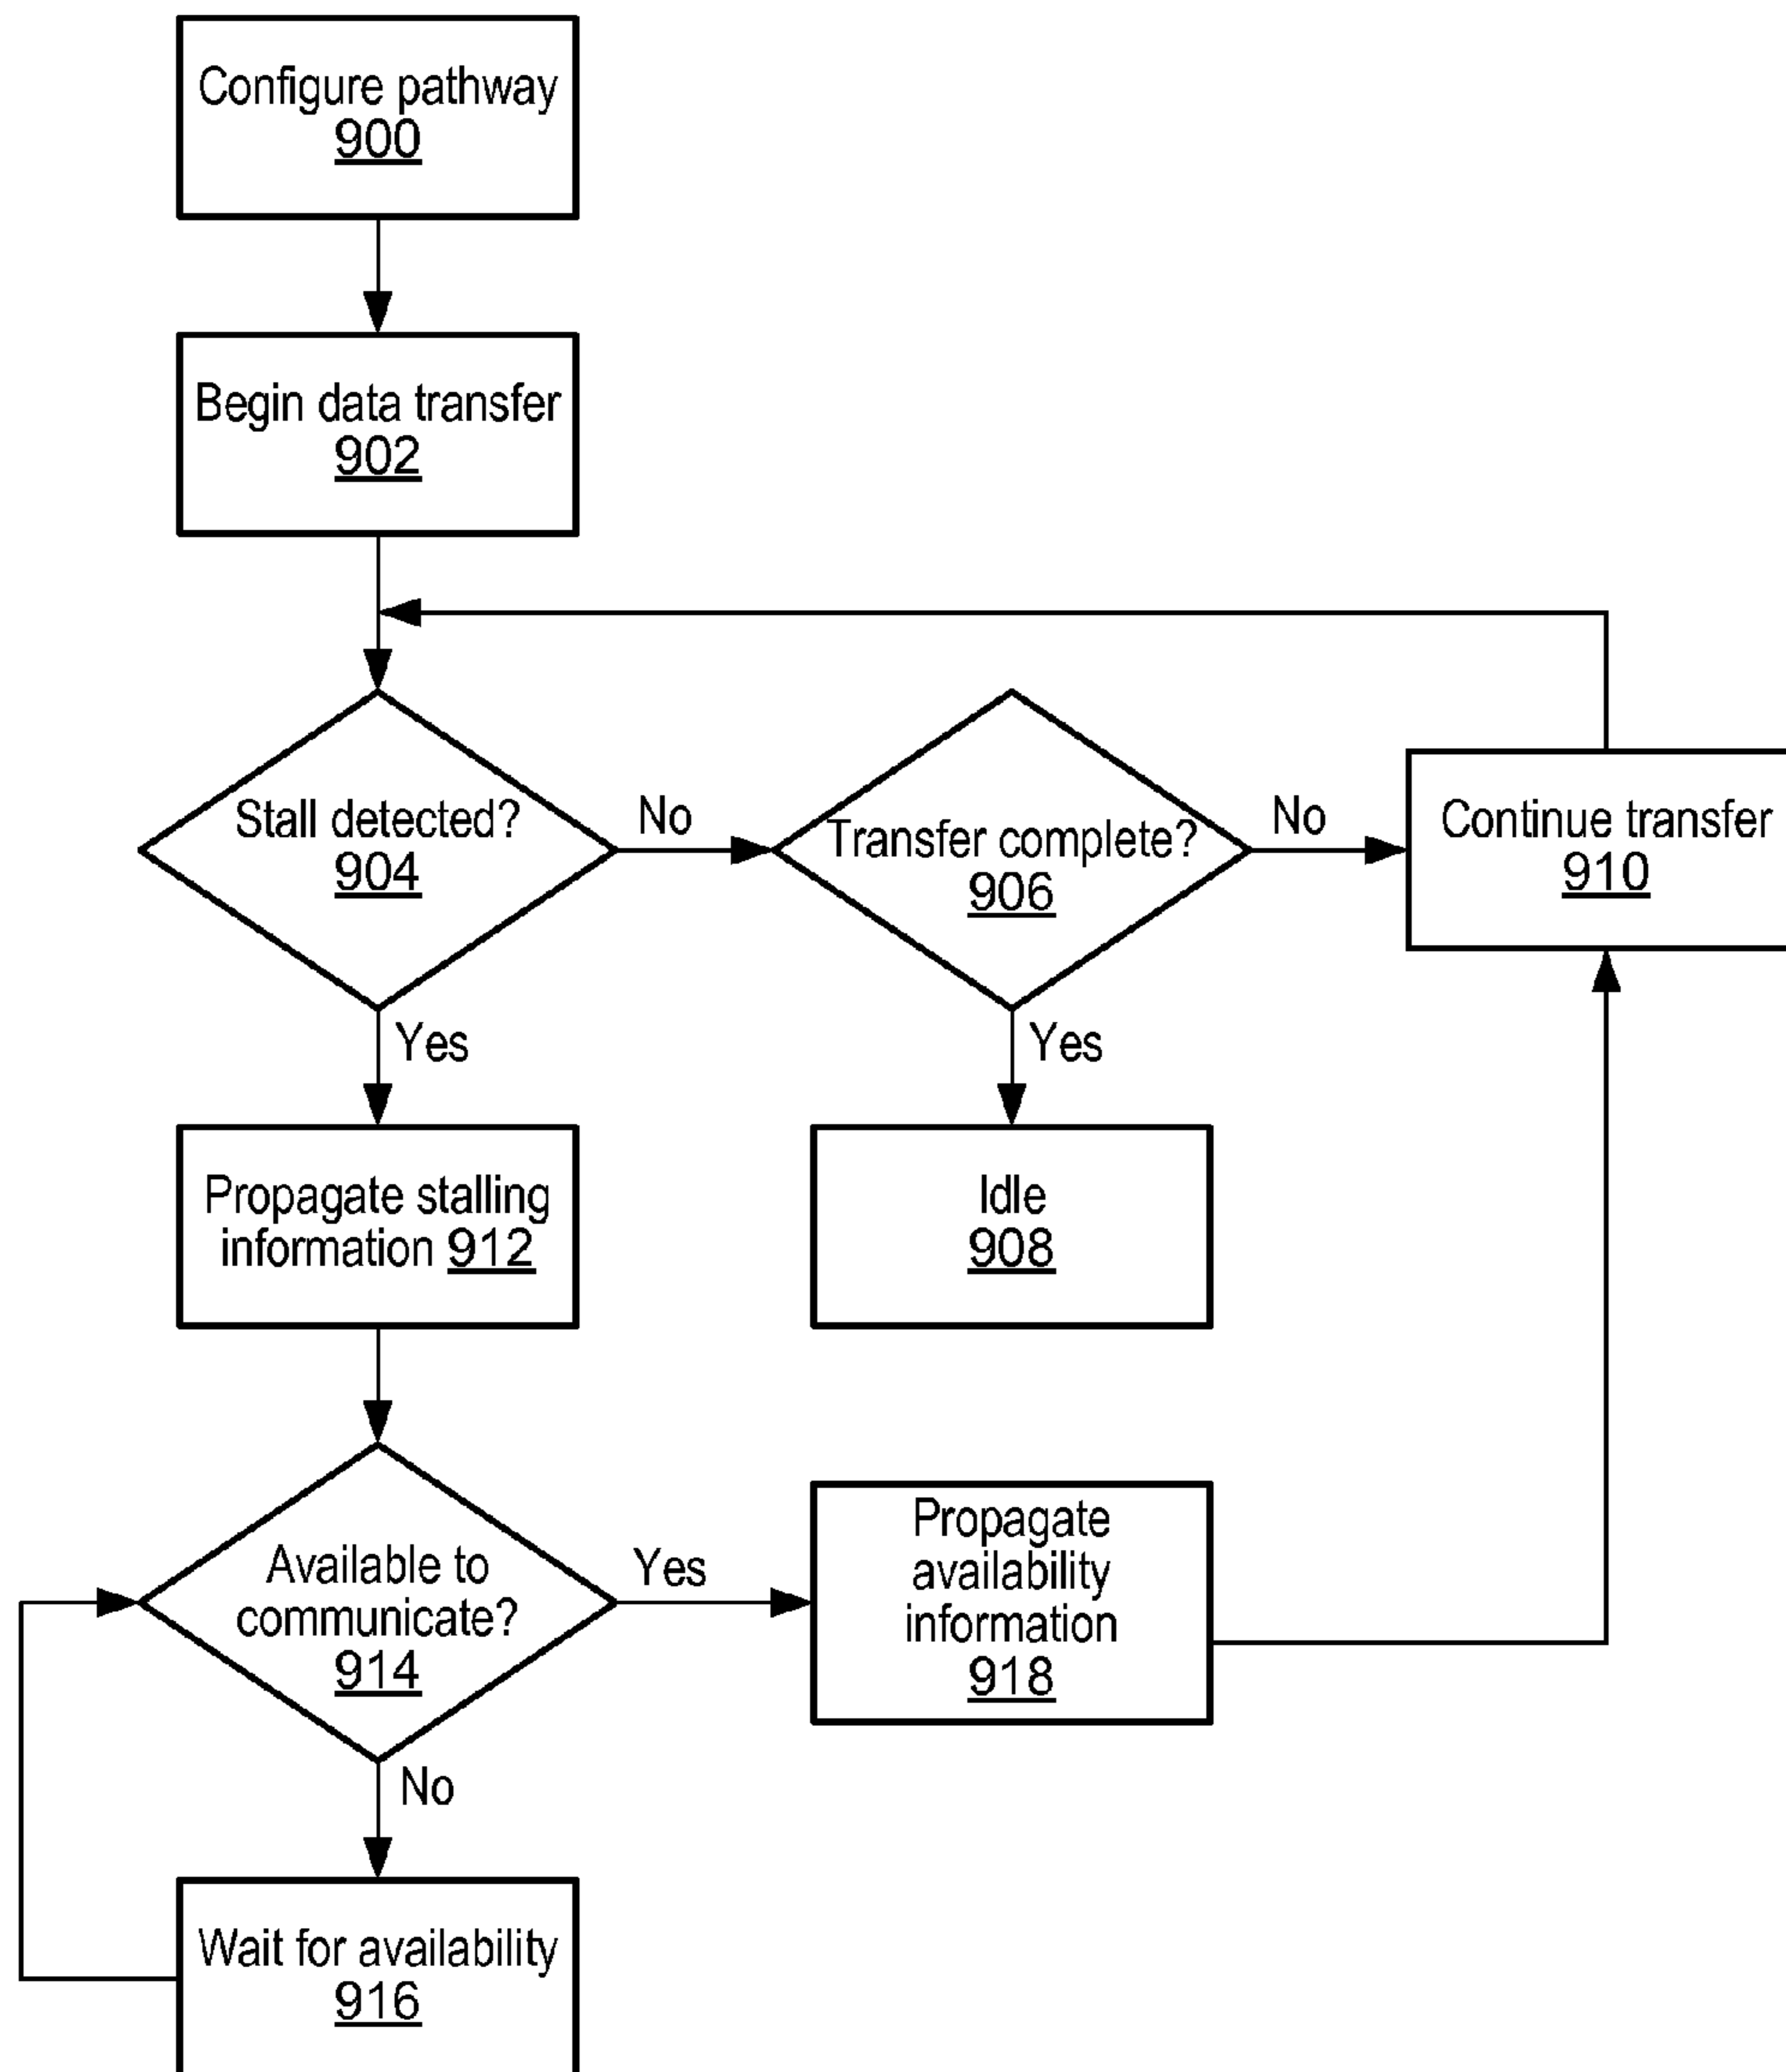 Configure pathway
900
Begin data transfer
902
Stall detected?
904
No
Transfer complete?
906
No
Continue transfer
910
Yes
Yes
Propagate stalling
information 912
Idle
908
Available to
communicate?
914
Yes
Propagate
availability
information
918
No
Wait for availability
916